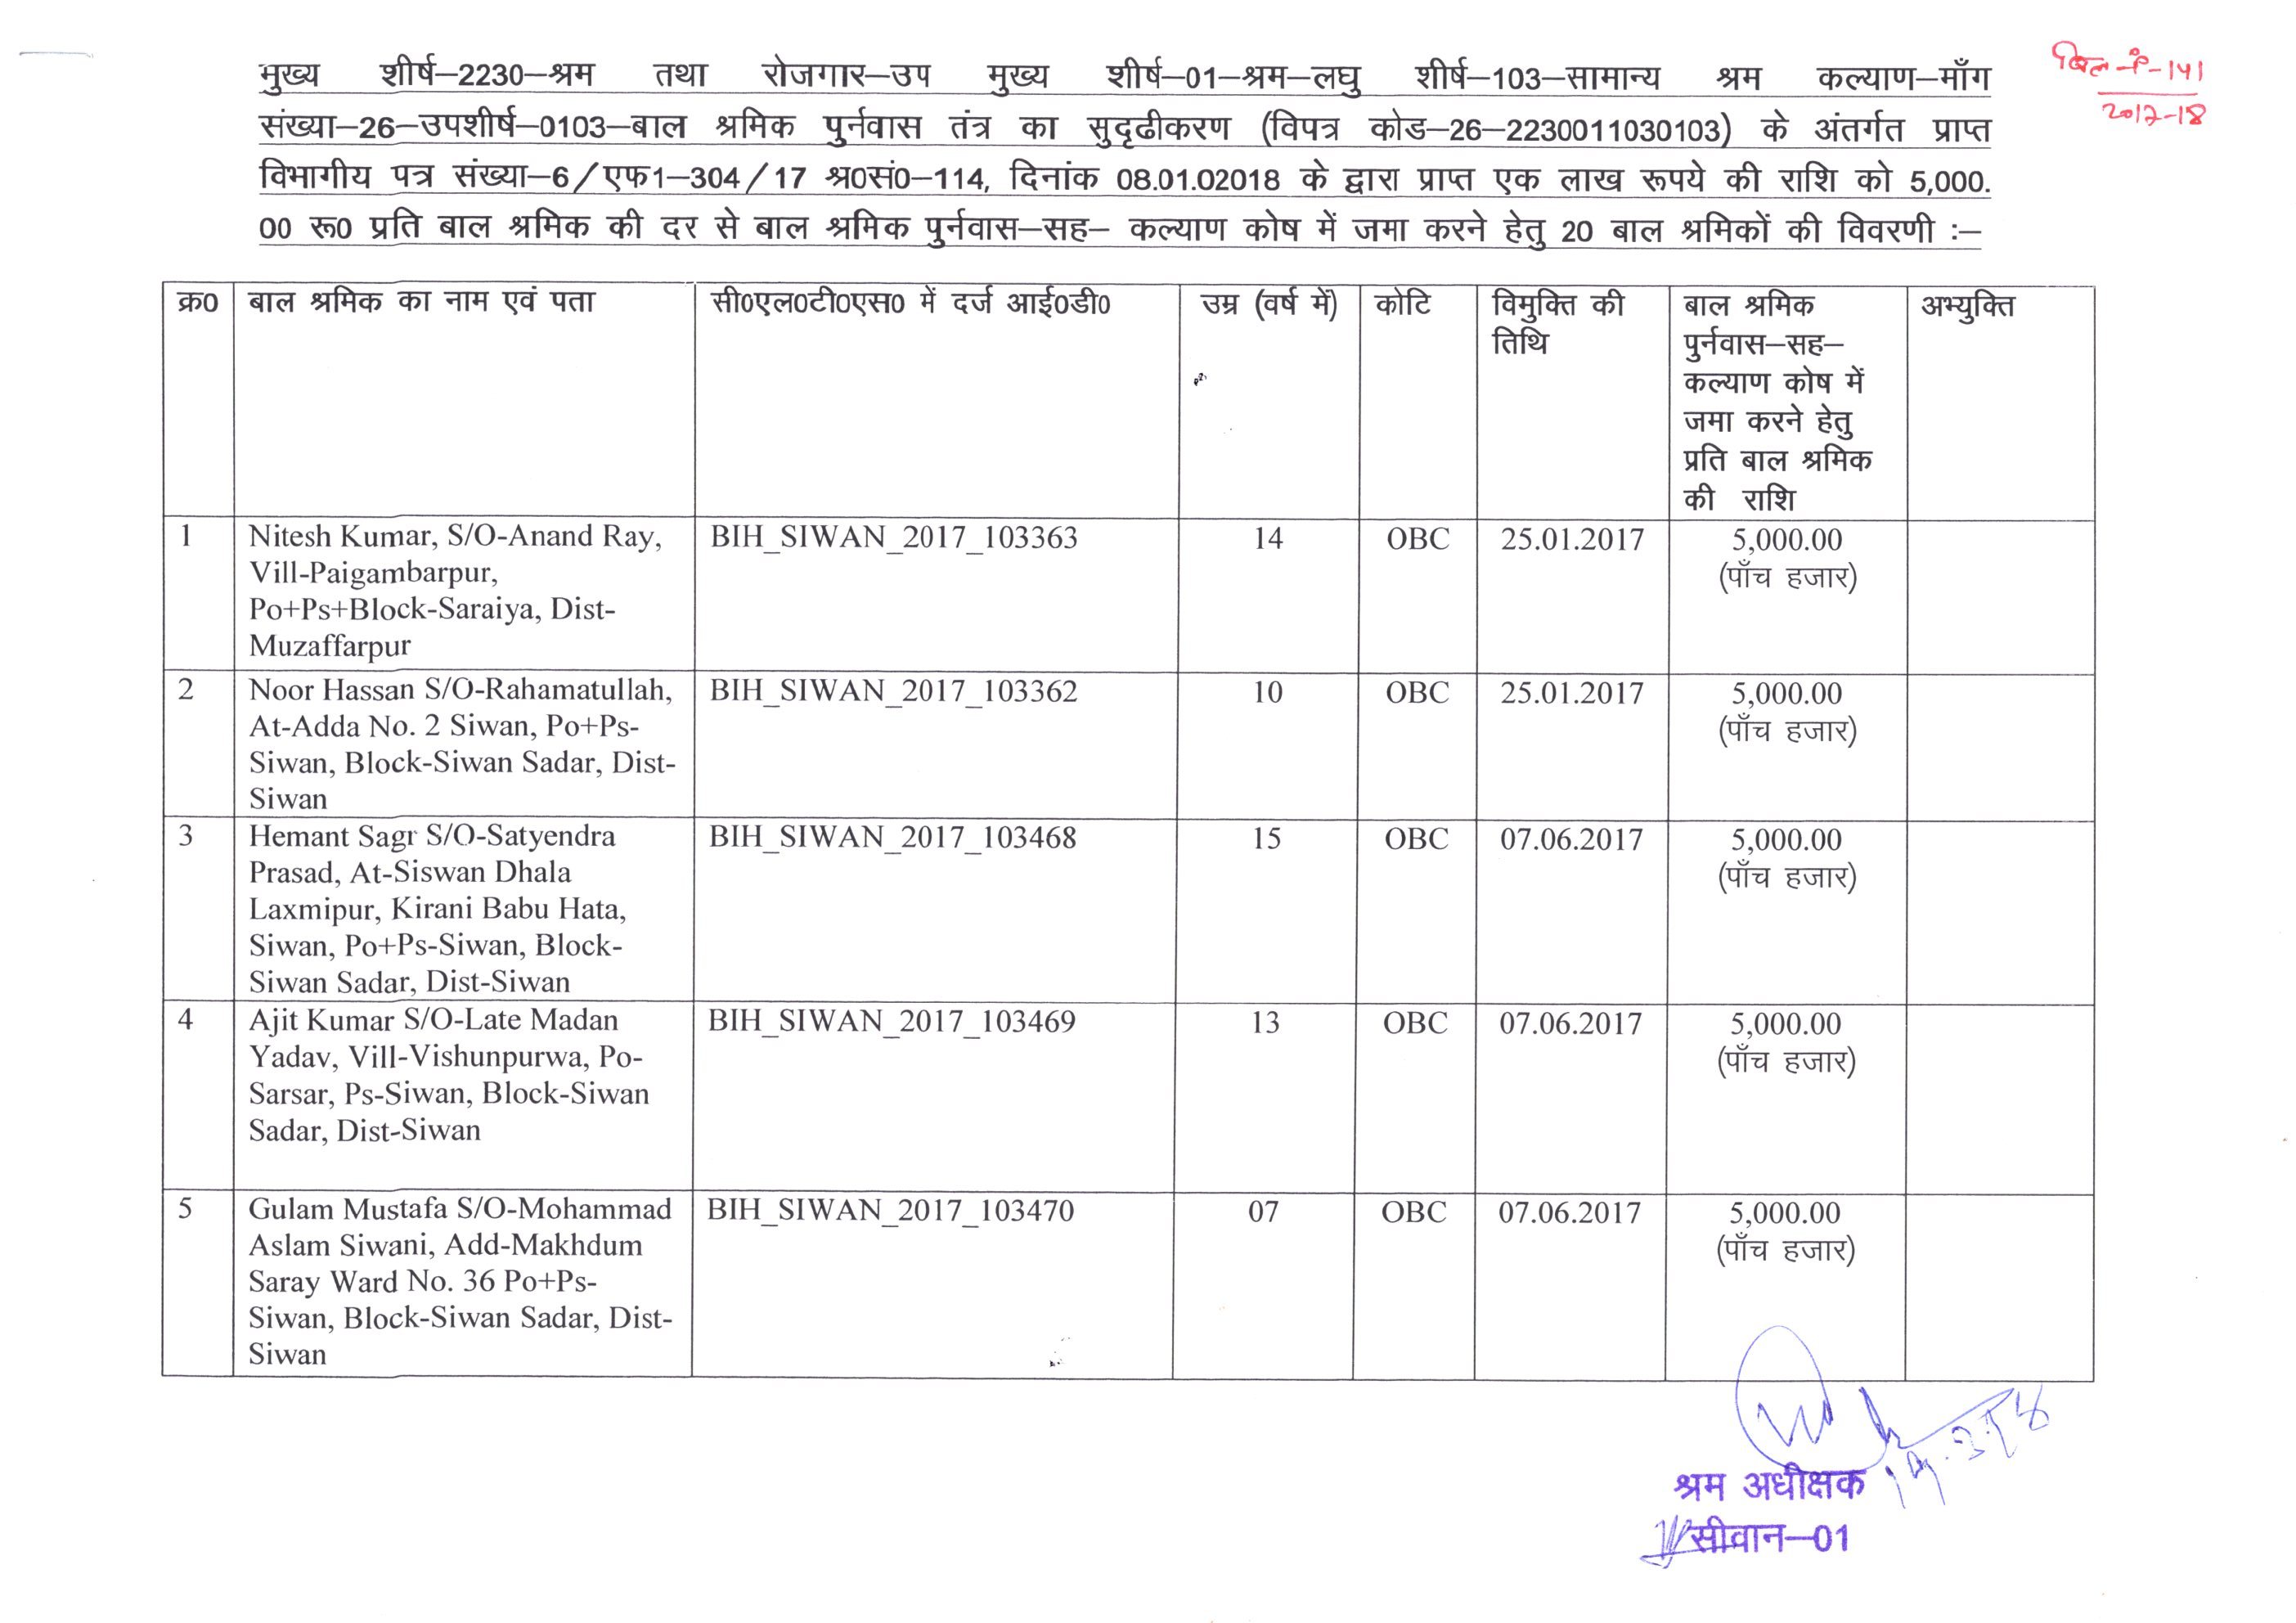 बिल नं-141
2017-18
मुख्य शीर्ष–2230–श्रम तथा रोजगार–उप मुख्य शीर्ष–01–श्रम–लघु शीर्ष–103–सामान्य श्रम कल्याण–माँग
संख्या–26–उपशीर्ष–0103–बाल श्रमिक पुर्नवास तंत्र का सुदृढीकरण (विपत्र कोड–26–2230011030103) के अंतर्गत प्राप्त
विभागीय पत्र संख्या–6/एफ1–304/17 श्र0सं0–114, दिनांक 08.01.02018 के द्वारा प्राप्त एक लाख रूपये की राशि को 5,000.
00 रू0 प्रति बाल श्रमिक की दर से बाल श्रमिक पुर्नवास–सह– कल्याण कोष में जमा करने हेतु 20 बाल श्रमिकों की विवरणी :–
क्र0 बाल श्रमिक का नाम एवं पता सी0एल0टी0एस0 में दर्ज आई0डी0 उम्र (वर्ष में) कोटि विमुक्ति की बाल श्रमिक अभ्युक्ति
तिथि पुर्नवास–सह–
कल्याण कोष में
जमा करने हेतु
प्रति बाल श्रमिक
की राशि
1 Nitesh Kumar, S/O-Anand Ray, BIH_SIWAN_2017_103363 14 OBC 25.01.2017 5,000.00
Vill-Paigambarpur, (पाँच हजार)
Po+Ps+Block-Saraiya, Dist-
Muzaffarpur
2 Noor Hassan S/O-Rahamatullah, BIH_SIWAN_2017_103362 10 OBC 25.01.2017 5,000.00
At-Adda No. 2 Siwan, Po+Ps- (पाँच हजार)
Siwan, Block-Siwan Sadar, Dist-
Siwan
3 Hemant Sagr S/O-Satyendra BIH_SIWAN_2017_103468 15 OBC 07.06.2017 5,000.00
Prasad, At-Siswan Dhala (पाँच हजार)
Laxmipur, Kirani Babu Hata,
Siwan, Po+Ps-Siwan, Block-
Siwan Sadar, Dist-Siwan
4 Ajit Kumar S/O-Late Madan BIH_SIWAN_2017_103469 13 OBC 07.06.2017 5,000.00
Yadav, Vill-Vishunpurwa, Po- (पाँच हजार)
Sarsar, Ps-Siwan, Block-Siwan
Sadar, Dist-Siwan
5 Gulam Mustafa S/O-Mohammad BIH_SIWAN_2017_103470 07 OBC 07.06.2017 5,000.00
Aslam Siwani, Add-Makhdum (पाँच हजार)
Saray Ward No. 36 Po+Ps-
Siwan, Block-Siwan Sadar, Dist-
Siwan
श्रम अधीक्षक
सीवान–01